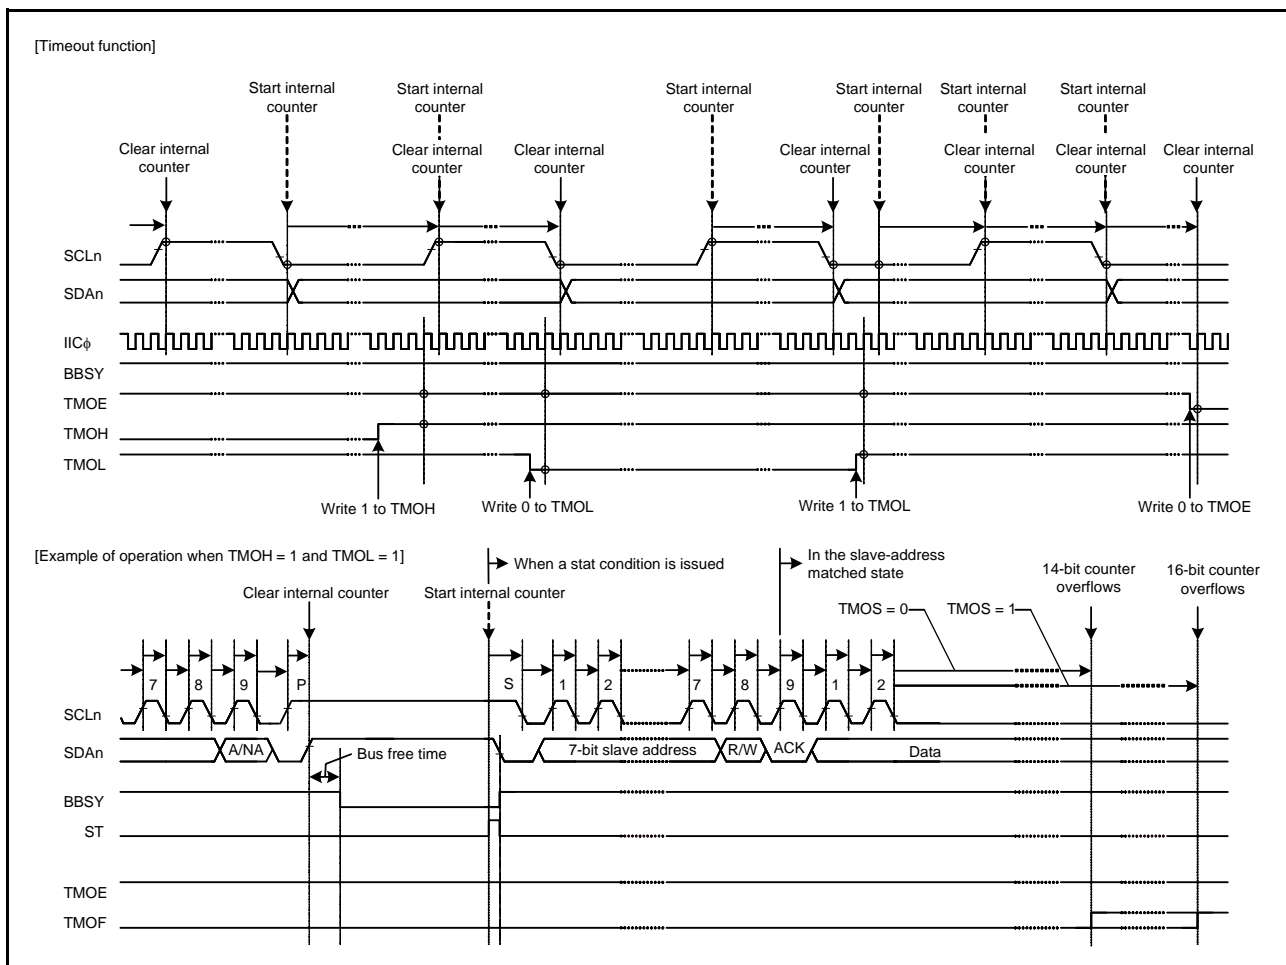 [Timeout function]
Start internal
counter
Start internal
counter
Start internal
counter
Start internal
counter
Start internal
counter
Start internal
counter
Clear internal
counter
Clear internal
counter
Clear internal
counter
Clear internal
counter
Clear internal
counter
Clear internal
counter
Clear internal
counter
SCLn
SDAn
IICϕ
BBSY
TMOE
TMOH
TMOL
Write 1 to TMOH
Write 0 to TMOL
Write 1 to TMOL
Write 0 to TMOE
[Example of operation when TMOH = 1 and TMOL = 1]
When a stat condition is issued
In the slave-address
matched state
Clear internal counter
Start internal counter
14-bit counter
overflows
16-bit counter
overflows
TMOS = 0
TMOS = 1
7 8 9 P S 1 2 7 8 9 1 2
SCLn
SDAn
A/NA
Bus free time
7-bit slave address
R/W
ACK
Data
BBSY
ST
TMOE
TMOF